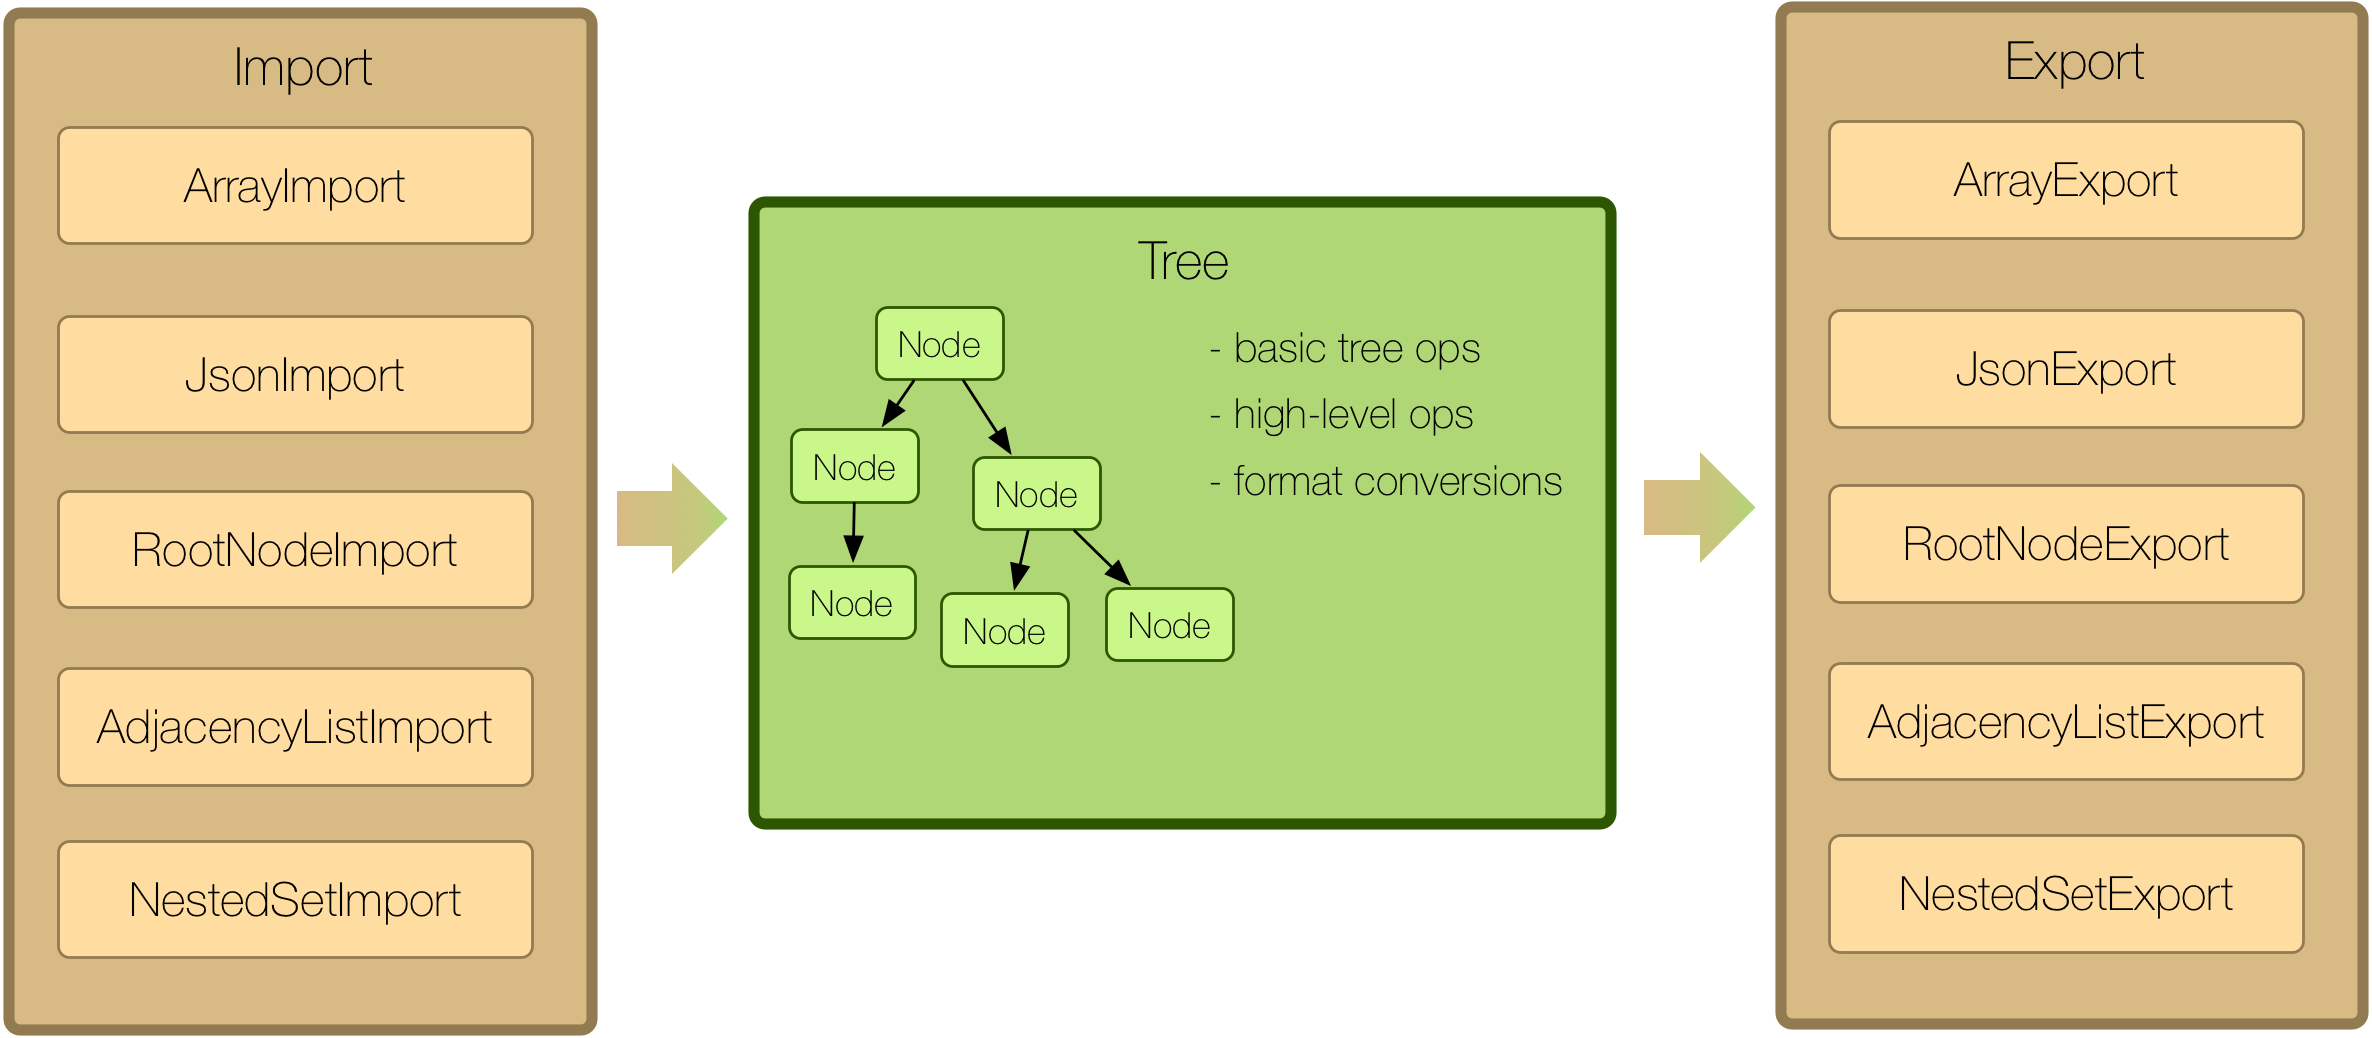 Import
ArrayImport
JsonImport
RootNodeImport
AdjacencyListImport
NestedSetImport
Tree
Node
Node
Node
Node
Node
Node
- basic tree ops
- high-level ops
- format conversions
Export
ArrayExport
JsonExport
RootNodeExport
AdjacencyListExport
NestedSetExport